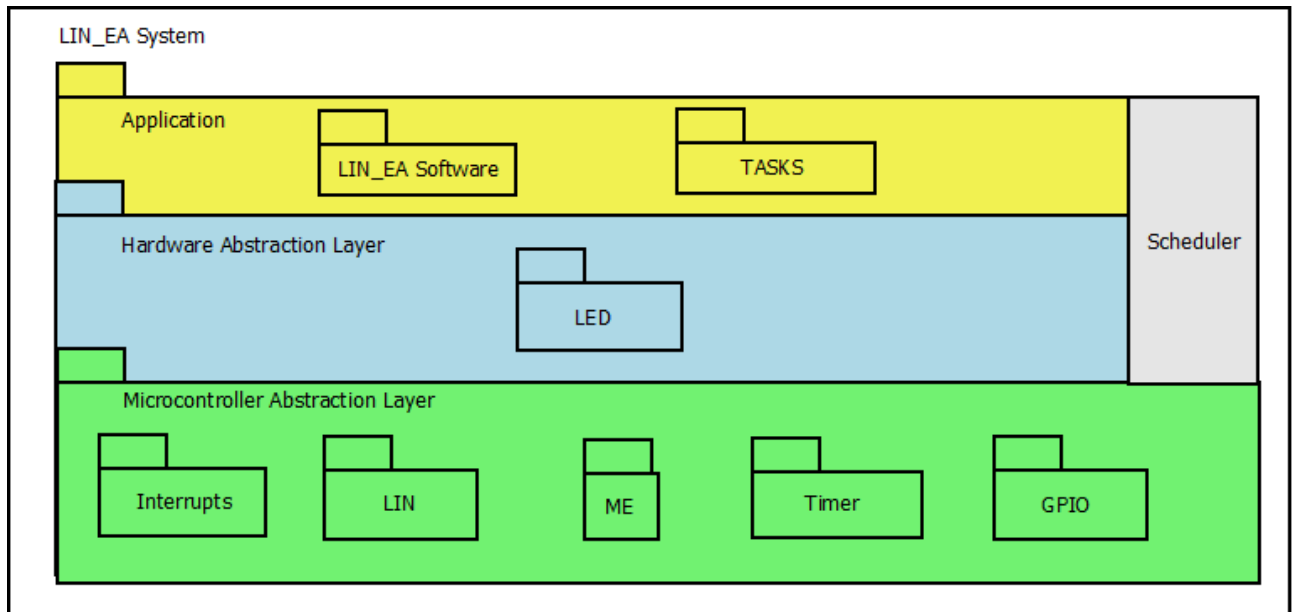 LIN_EA System
Application
LIN_EA Software
TASKS
Hardware Abstraction Layer
Scheduler
LED
Microcontroller Abstraction Layer
Interrupts
LIN
ME
Timer
GPIO